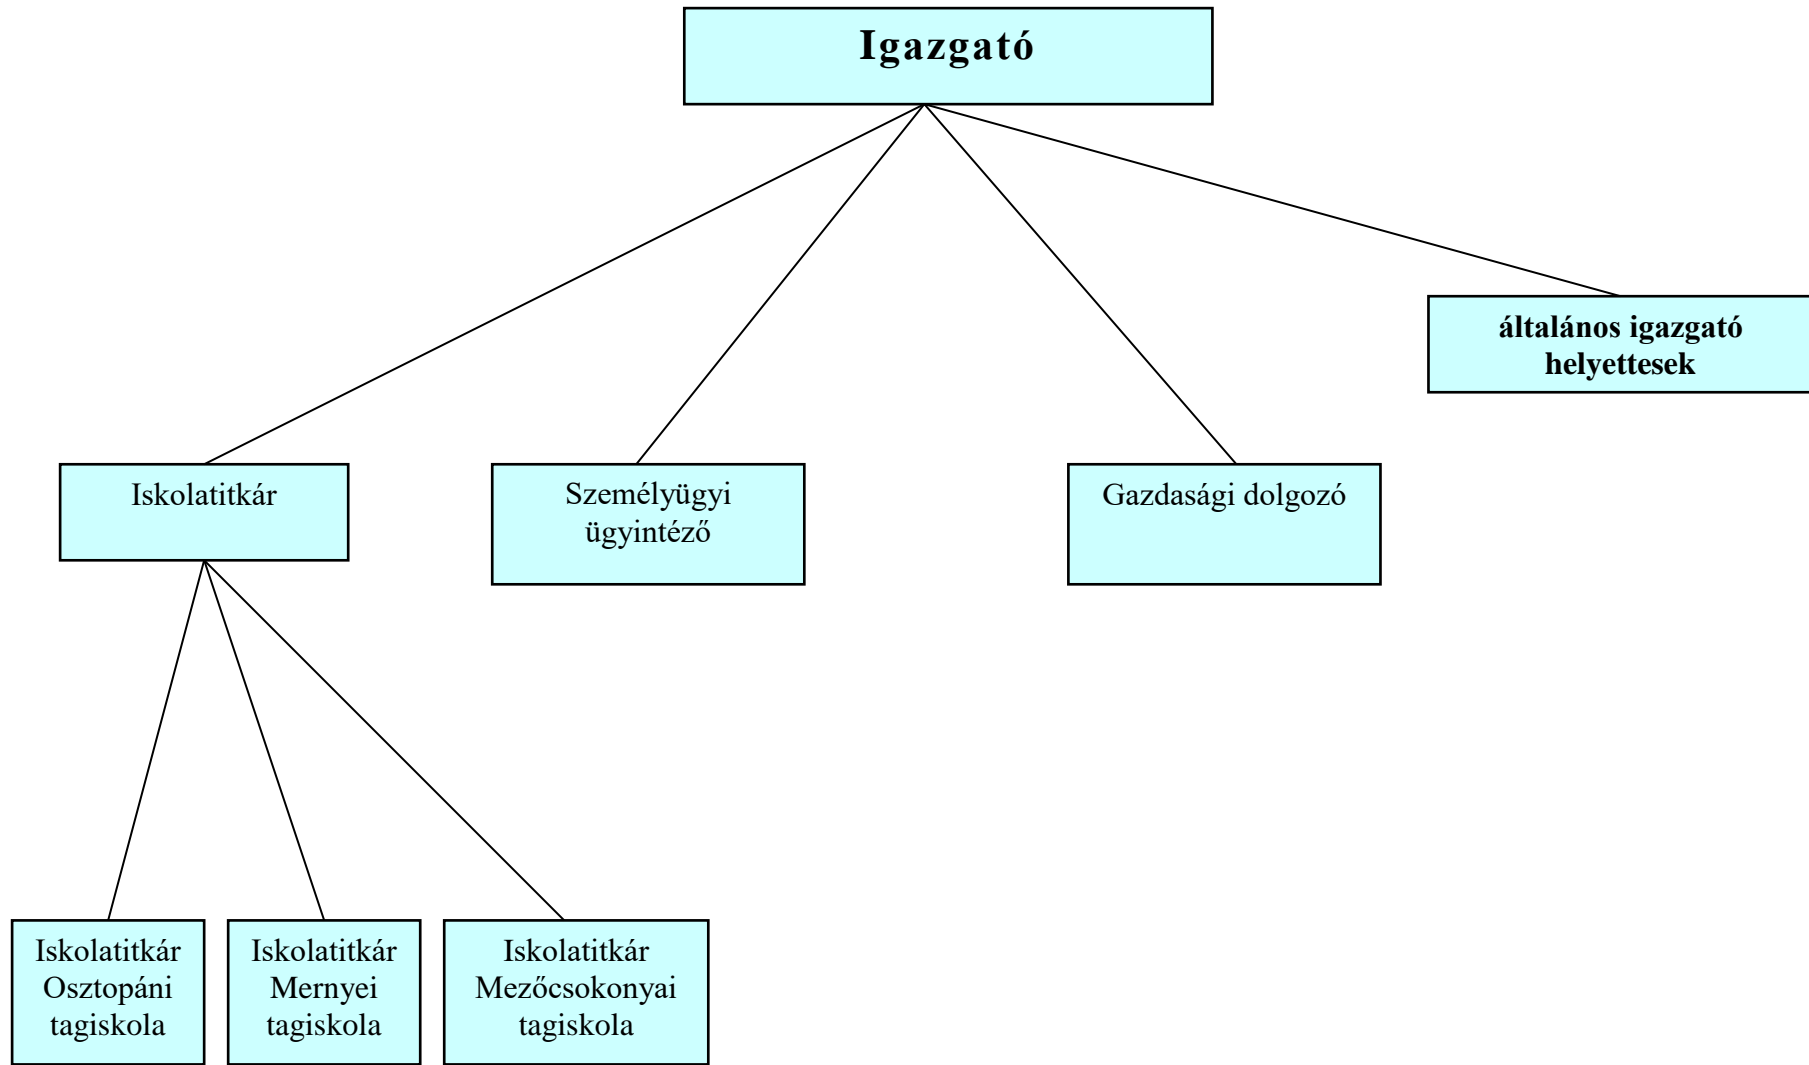 Igazgató
általános igazgató
helyettesek
Iskolatitkár
Személyügyi
ügyintéző
Gazdasági dolgozó
Iskolatitkár
Osztopáni
tagiskola
Iskolatitkár
Mernyei
tagiskola
Iskolatitkár
Mezőcsokonyai
tagiskola